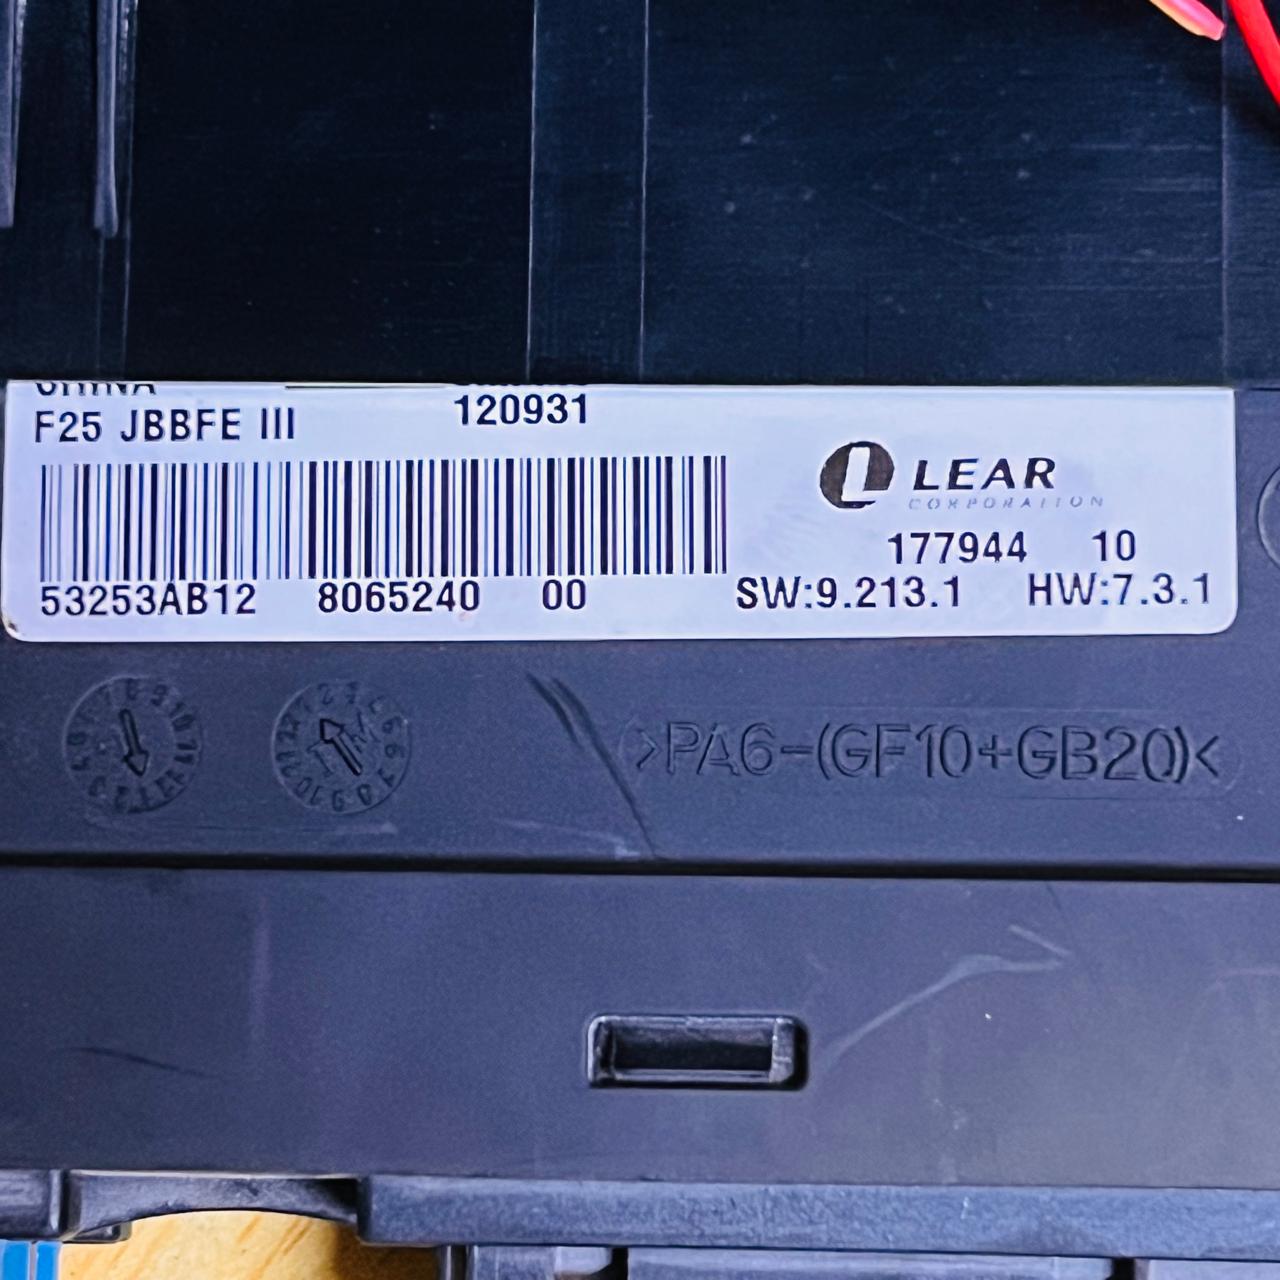 CHINA
F25 JBBFE III
120931
LEAR
CORPORATION
177944 10
53253AB12 8065240 00
SW:9.213.1 HW:7.3.1
>PA6-(GF10+GB20)<